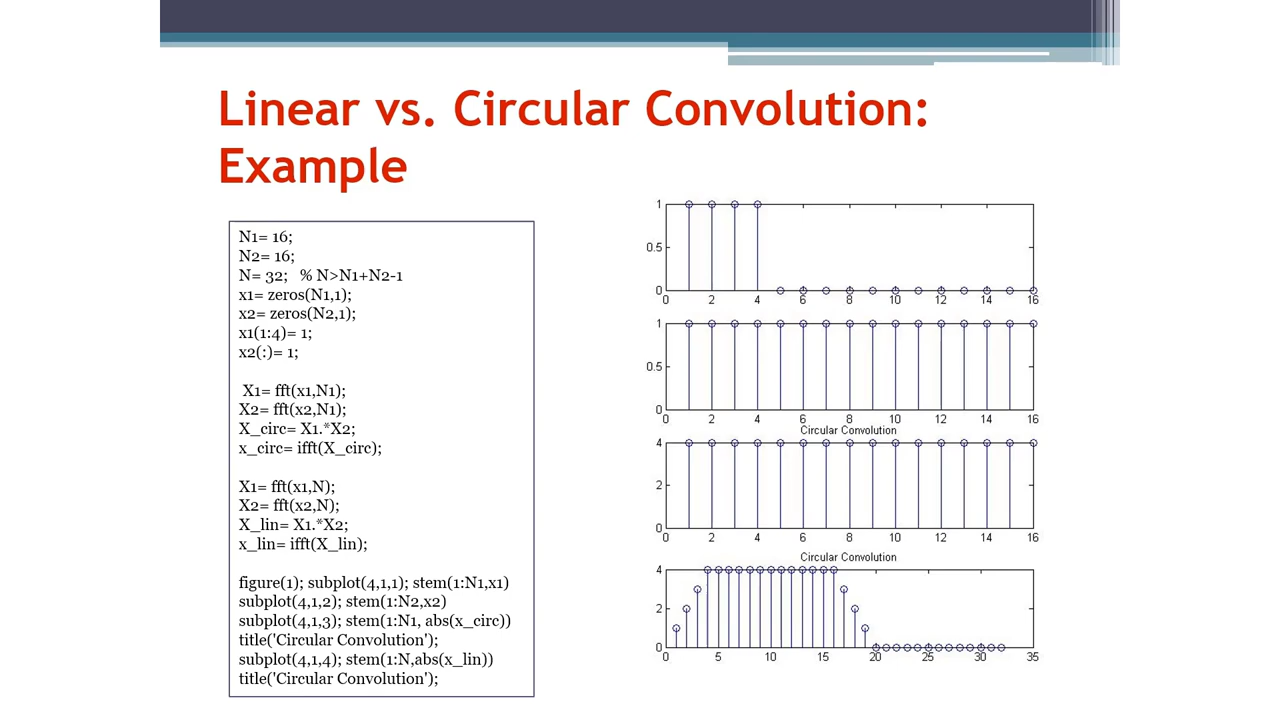 Linear vs. Circular Convolution:
Example
N1= 16;
N2= 16;
N= 32;   % N>N1+N2-1
x1= zeros(N1,1);
x2= zeros(N2,1);
x1(1:4)= 1;
x2(:)= 1;
X1= fft(x1,N1);
X2= fft(x2,N1);
X_circ= X1.*X2;
x_circ= ifft(X_circ);
X1= fft(x1,N);
X2= fft(x2,N);
X_lin= X1.*X2;
x_lin= ifft(X_lin);
figure(1); subplot(4,1,1); stem(1:N1,x1)
subplot(4,1,2); stem(1:N2,x2)
subplot(4,1,3); stem(1:N1, abs(x_circ))
title('Circular Convolution');
subplot(4,1,4); stem(1:N,abs(x_lin))
title('Circular Convolution');
1
0.5
0
0 2 4 6 8 10 12 14 16
1
0.5
0
0 2 4 6 8 10 12 14 16
Circular Convolution
4
2
0
0 2 4 6 8 10 12 14 16
Circular Convolution
4
2
0
0 5 10 15 20 25 30 35